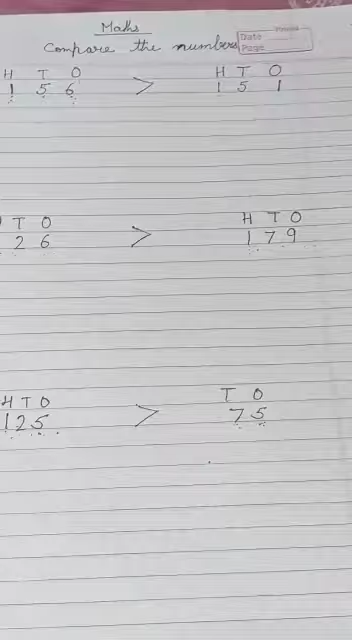 Maths
Compare the numbers
Date
Page
H T O H T O
1 5 6 > 1 5 1
T O H T O
2 6 > 1 7 9
H T O T O
1 2 5 > 7 5